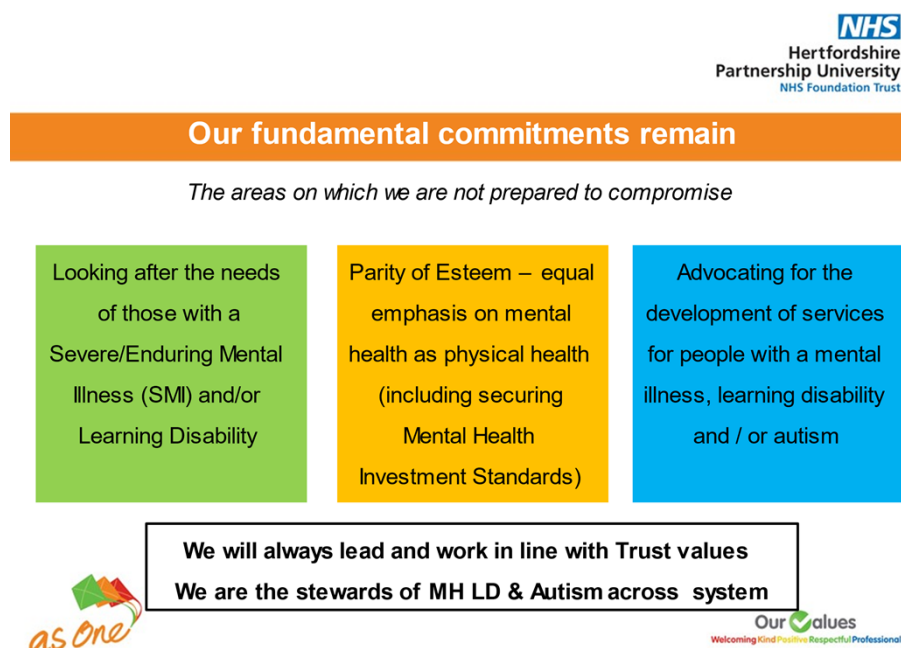 NHS
Hertfordshire
Partnership University
NHS Foundation Trust
Our fundamental commitments remain
The areas on which we are not prepared to compromise
Looking after the needs
of those with a
Severe/Enduring Mental
Illness (SMI) and/or
Learning Disability
Parity of Esteem – equal
emphasis on mental
health as physical health
(including securing
Mental Health
Investment Standards)
Advocating for the
development of services
for people with a mental
illness, learning disability
and / or autism
We will always lead and work in line with Trust values
We are the stewards of MH LD & Autism across system
as one
Our Values
Welcoming Kind Positive Respectful Professional